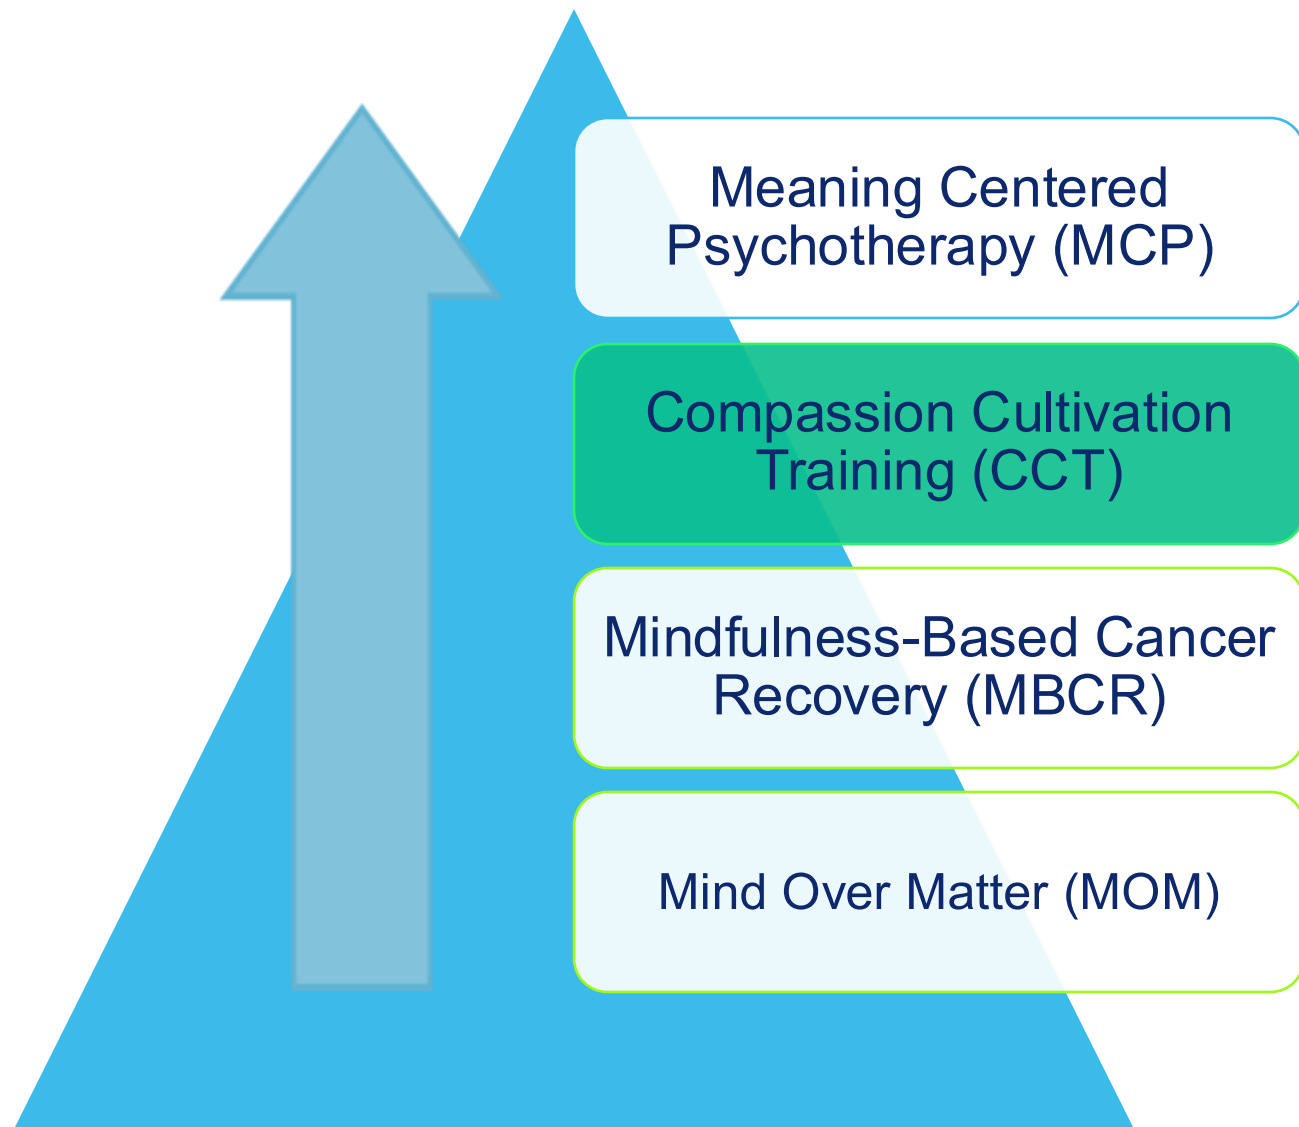 Meaning Centered
Psychotherapy (MCP)
Compassion Cultivation
Training (CCT)
Mindfulness-Based Cancer
Recovery (MBCR)
Mind Over Matter (MOM)